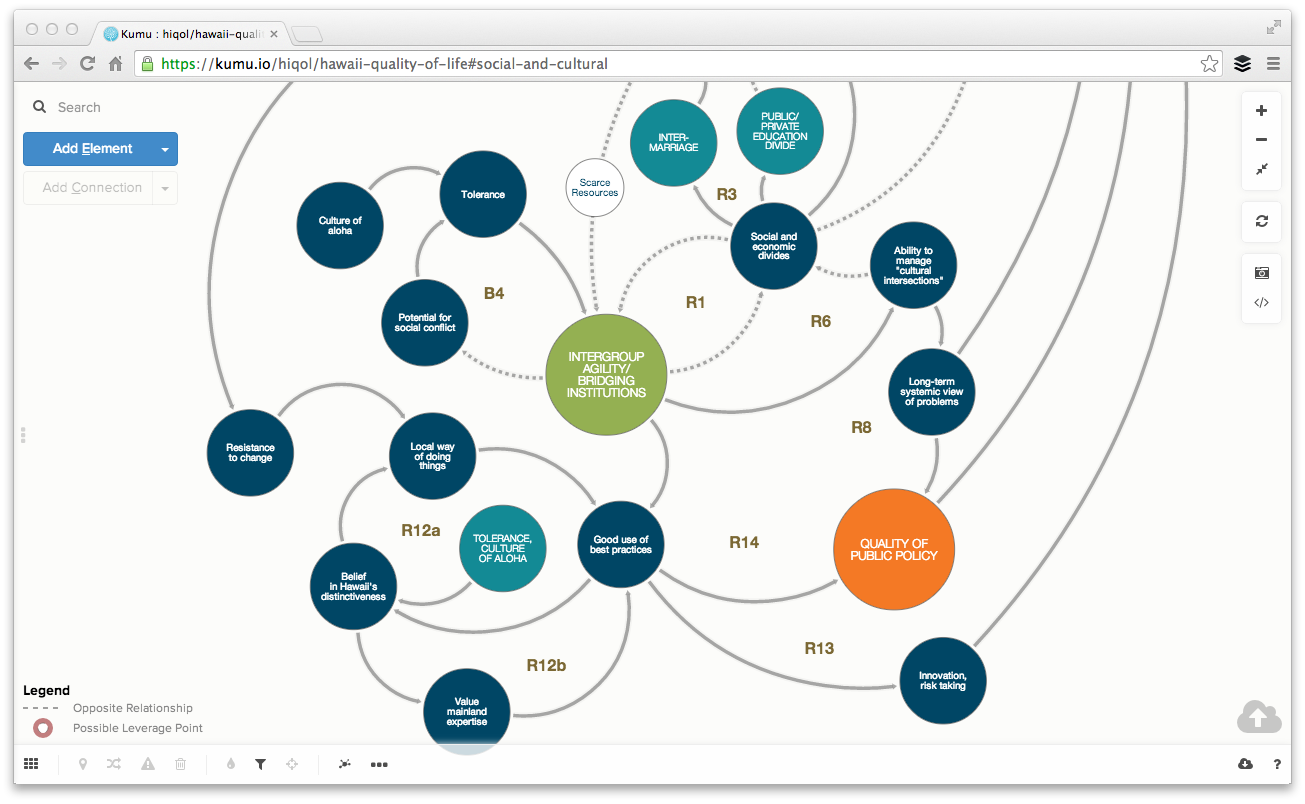 Kumu : hiqol/hawaii-quali
https://kumu.io/hiqol/hawaii-quality-of-life#social-and-cultural
Search
Add Element
Add Connection
INTER-
MARRIAGE
PUBLIC/
PRIVATE
EDUCATION
DIVIDE
Scarce
Resources
R3
Tolerance
Culture of
aloha
Social and
economic
divides
Ability to
manage
"cultural
intersections"
B4
R1
R6
Potential for
social conflict
INTERGROUP
AGILITY/
BRIDGING
INSTITUTIONS
Long-term
systemic view
of problems
R8
Resistance
to change
Local way
of doing
things
R12a
TOLERANCE,
CULTURE
OF ALOHA
Good use of
best practices
R14
QUALITY OF
PUBLIC POLICY
Belief
in Hawaii's
distinctiveness
R12b
R13
Value
mainland
expertise
Innovation,
risk taking
Legend
Opposite Relationship
Possible Leverage Point
?